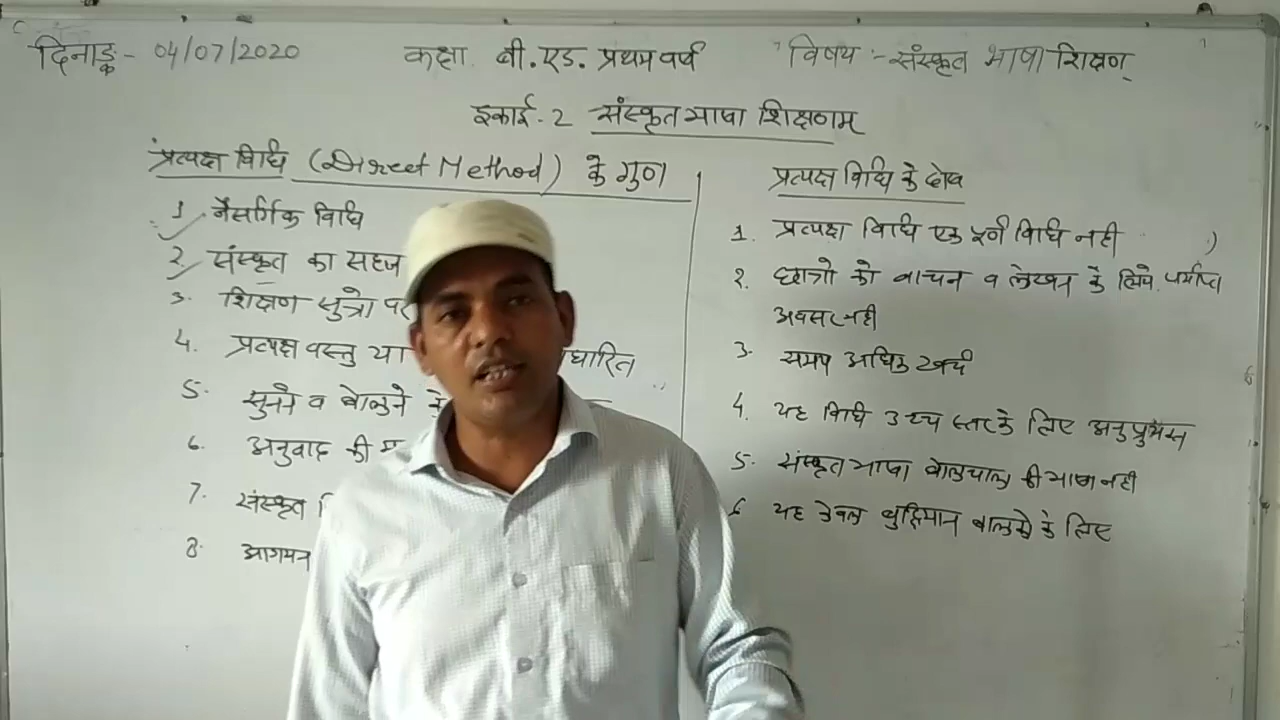 दिनाङ्क - 04/07/2020 कक्षा बी.एड. प्रथम वर्ष विषय :- संस्कृत भाषा शिक्षण
इकाई - 2 संस्कृत भाषा शिक्षणम्
प्रत्यक्ष विधि (Direct Method) के गुण
1 नैसर्गिक विधि
2 संस्कृत का सहज
3. शिक्षण सुत्रो पर
4. प्रत्यक्ष वस्तु या धारित
5. सुनने व बोलने
6. अनुवाद की
7. संस्कृत
8. आगमन
प्रत्यक्ष विधि के दोष
1. प्रत्यक्ष विधि एक पूर्ण विधि नही
2. छात्रो को वाचन व लेखन के लिये पर्याप्त
अवसर नही
3. समय अधिक खर्च
4. यह विधि उच्च स्तर के लिए अनुपयुक्त
5. संस्कृत भाषा बोलचाल की भाषा नही
6 यह केवल बुद्धिमान बालको के लिए